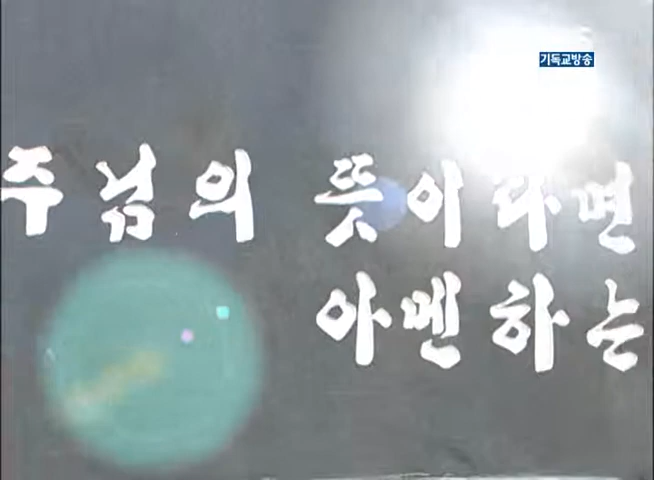 기독교방송
주님의 뜻이라면
아멘하는